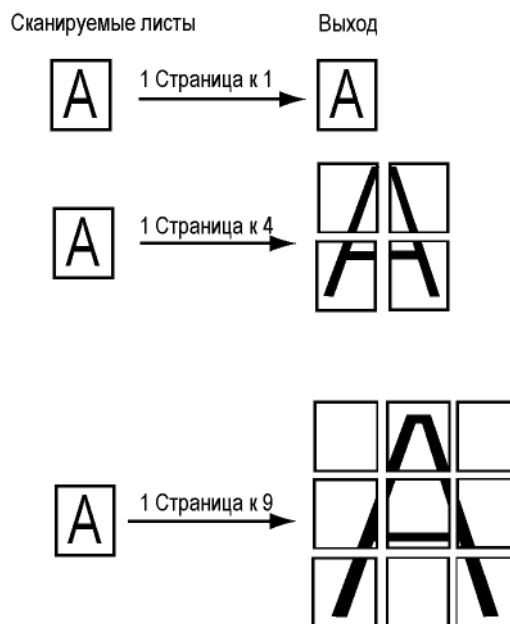 Сканируемые листы Выход
А 1 Страница к 1 А
А 1 Страница к 4 А
А 1 Страница к 9 А